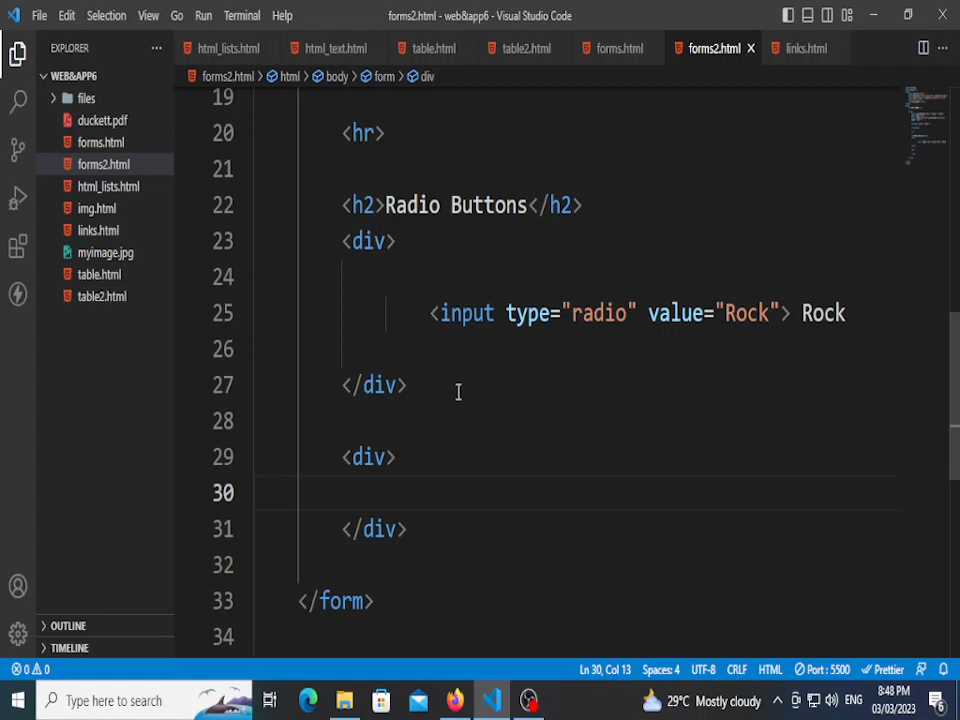 File Edit Selection View Go Run Terminal Help
forms2.html - web&app6 - Visual Studio Code
EXPLORER
html_lists.html html_text.html table.html table2.html forms.html forms2.html links.html
WEB&APP6
forms2.html > html > body > form > div
files
duckett.pdf
forms.html
forms2.html
html_lists.html
img.html
links.html
myimage.jpg
table.html
table2.html
19
20 <hr>
21
22 <h2>Radio Buttons</h2>
23 <div>
24
25 <input type="radio" value="Rock"> Rock
26
27 </div>
28
29 <div>
30
31 </div>
32
33 </form>
34
OUTLINE
TIMELINE
0 0 Ln 30, Col 13 Spaces: 4 UTF-8 CRLF HTML Port : 5500 Prettier
Type here to search
29°C Mostly cloudy
ENG
8:48 PM
03/03/2023
6